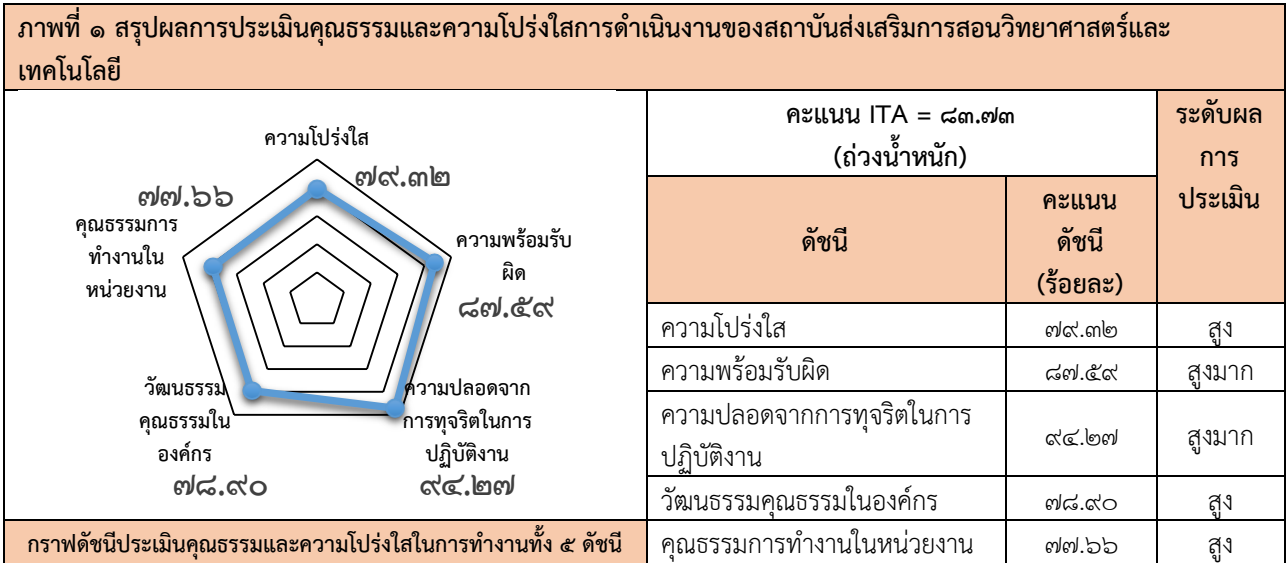 ภาพที่ ๑ สรุปผลการประเมินคุณธรรมและความโปร่งใสการดำเนินงานของสถาบันส่งเสริมการสอนวิทยาศาสตร์และ
เทคโนโลยี
ความโปร่งใส
๗๙.๓๒
ความพร้อมรับ
ผิด
๘๗.๕๙
ความปลอดจาก
การทุจริตในการ
ปฏิบัติงาน
๙๔.๒๗
วัฒนธรรม
คุณธรรมใน
องค์กร
๗๘.๙๐
๗๗.๖๖
คุณธรรมการ
ทำงานใน
หน่วยงาน
กราฟดัชนีประเมินคุณธรรมและความโปร่งใสในการทำงานทั้ง ๕ ดัชนี
คะแนน ITA = ๘๓.๗๓
(ถ่วงน้ำหนัก)
ระดับผล
การ
ประเมิน
ดัชนี
คะแนน
ดัชนี
(ร้อยละ)
ความโปร่งใส ๗๙.๓๒ สูง
ความพร้อมรับผิด ๘๗.๕๙ สูงมาก
ความปลอดจากการทุจริตในการ
ปฏิบัติงาน ๙๔.๒๗ สูงมาก
วัฒนธรรมคุณธรรมในองค์กร ๗๘.๙๐ สูง
คุณธรรมการทำงานในหน่วยงาน ๗๗.๖๖ สูง